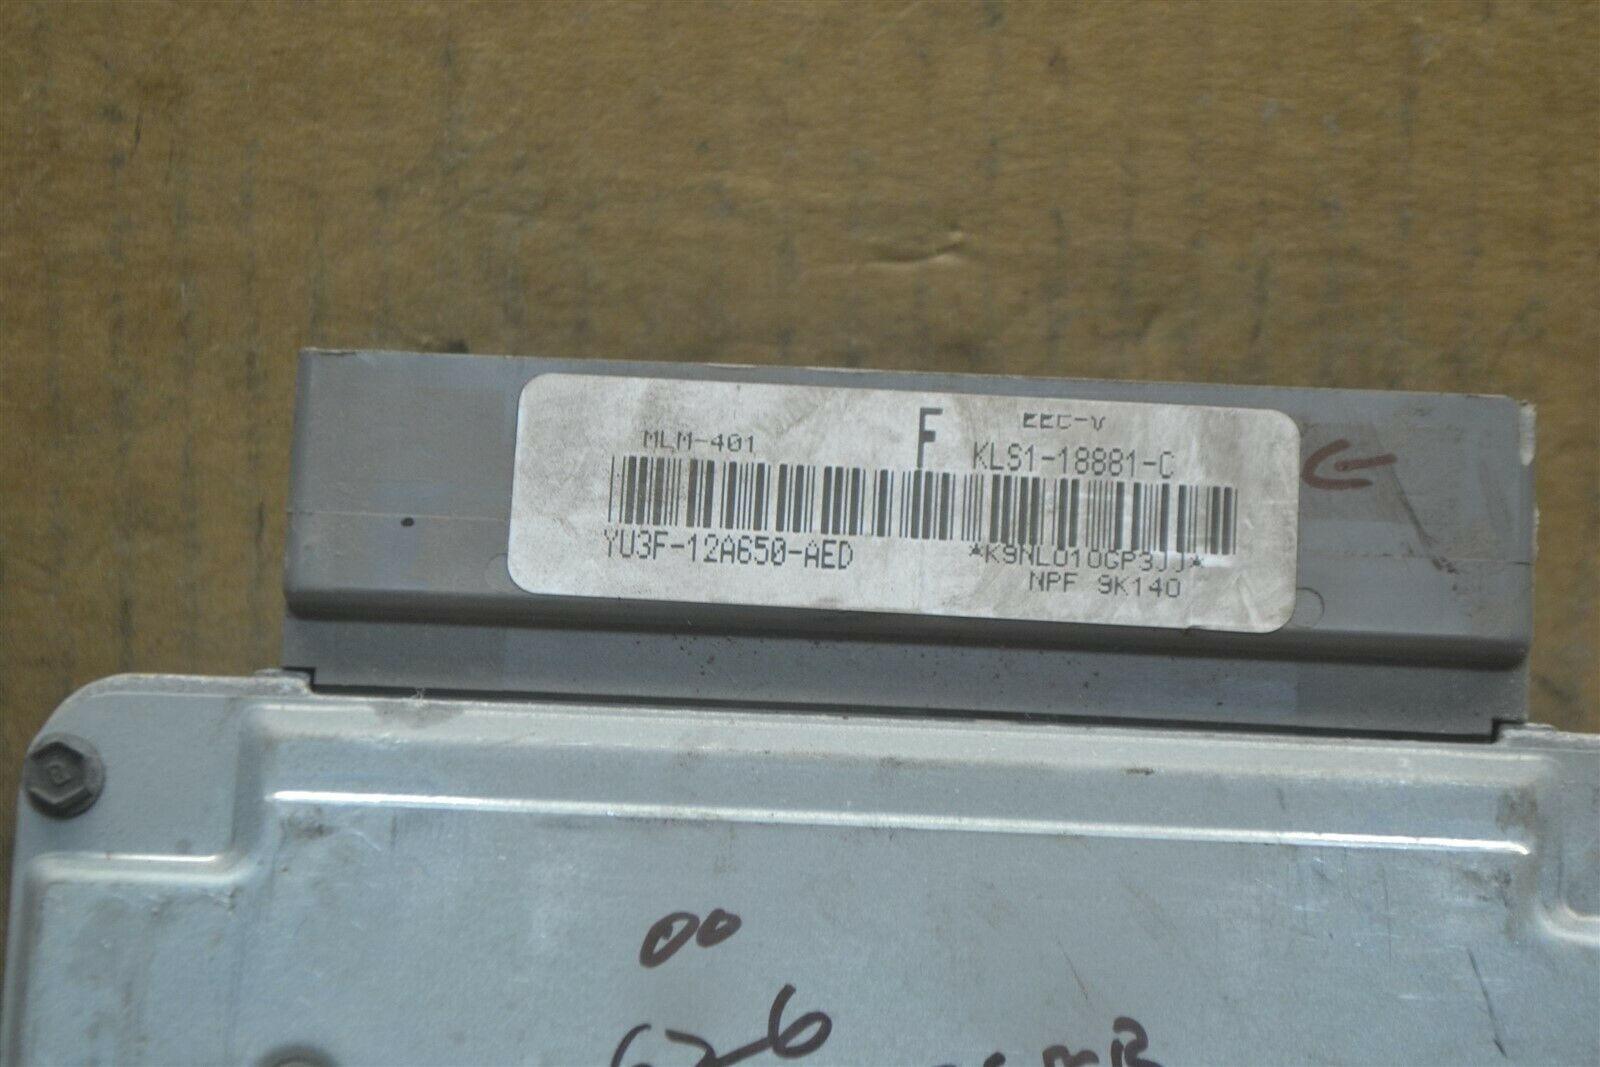 EEC-V
MLM-401 F KLS1-18881-C
YU3F-12A650-AED *K9NL010GP3JJ*
NPF 9K140
00
626